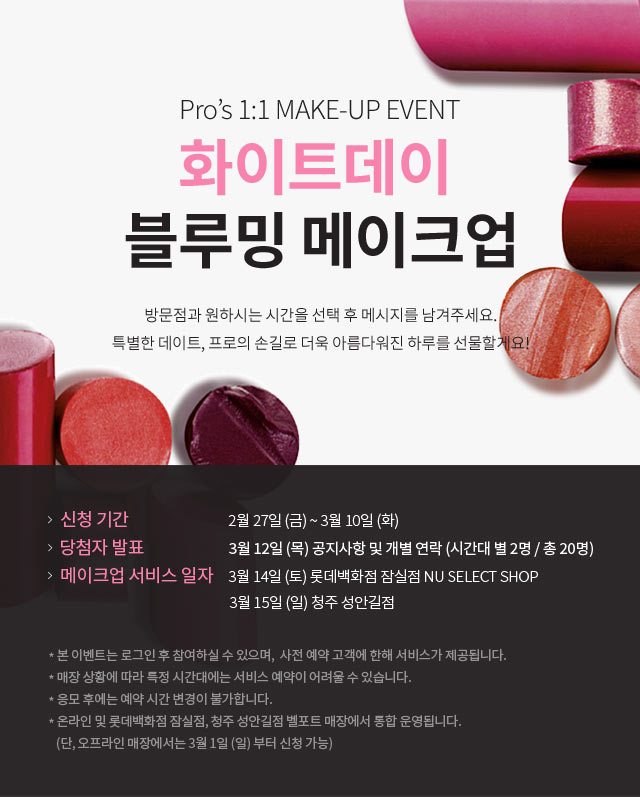 Pro’s 1:1 MAKE-UP EVENT
화이트데이
블루밍 메이크업
방문점과 원하시는 시간을 선택 후 메시지를 남겨주세요.
특별한 데이트, 프로의 손길로 더욱 아름다워진 하루를 선물할게요!
> 신청 기간 2월 27일 (금) ~ 3월 10일 (화)
> 당첨자 발표 3월 12일 (목) 공지사항 및 개별 연락 (시간대 별 2명 / 총 20명)
> 메이크업 서비스 일자 3월 14일 (토) 롯데백화점 잠실점 NU SELECT SHOP
3월 15일 (일) 청주 성안길점
* 본 이벤트는 로그인 후 참여하실 수 있으며, 사전 예약 고객에 한해 서비스가 제공됩니다.
* 매장 상황에 따라 특정 시간대에는 서비스 예약이 어려울 수 있습니다.
* 응모 후에는 예약 시간 변경이 불가합니다.
* 온라인 및 롯데백화점 잠실점, 청주 성안길점 벨포트 매장에서 통합 운영됩니다.
(단, 오프라인 매장에서는 3월 1일 (일) 부터 신청 가능)